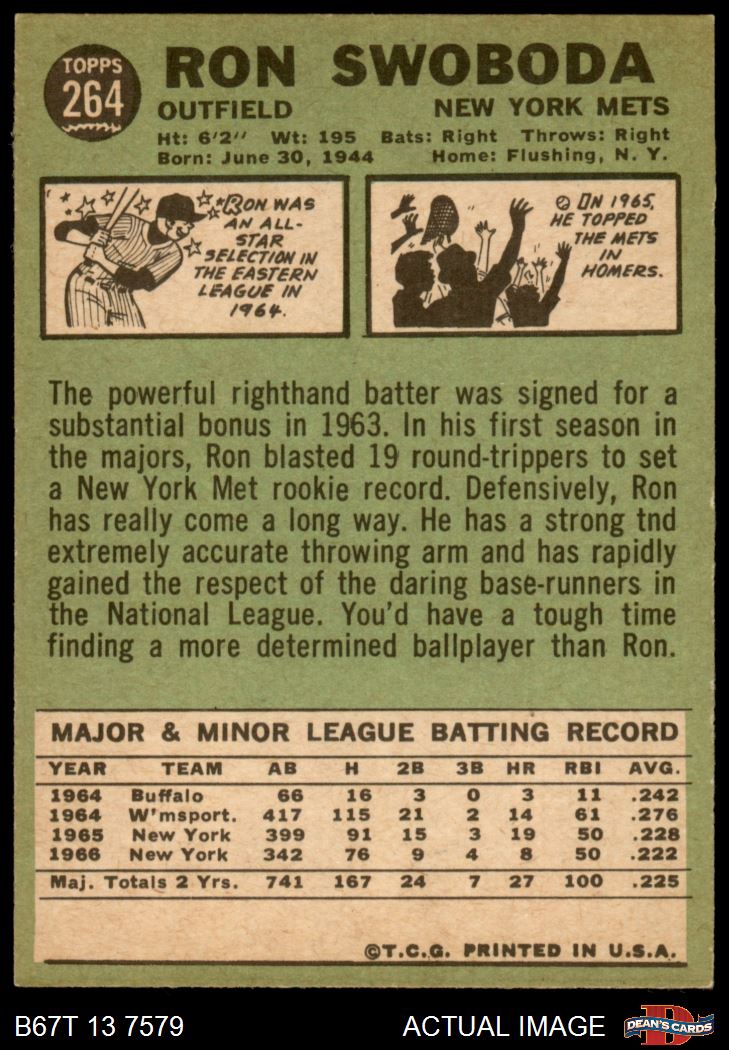 TOPPS
264
RON SWOBODA
OUTFIELD NEW YORK METS
Ht: 6'2" Wt: 195 Bats: Right Throws: Right
Born: June 30, 1944 Home: Flushing, N. Y.
RON WAS
AN ALL-
STAR
SELECTION IN
THE EASTERN
LEAGUE IN
1964.
IN 1965,
HE TOPPED
THE METS
IN
HOMERS.
The powerful righthand batter was signed for a
substantial bonus in 1963. In his first season in
the majors, Ron blasted 19 round-trippers to set
a New York Met rookie record. Defensively, Ron
has really come a long way. He has a strong tnd
extremely accurate throwing arm and has rapidly
gained the respect of the daring base-runners in
the National League. You'd have a tough time
finding a more determined ballplayer than Ron.
MAJOR & MINOR LEAGUE BATTING RECORD
YEAR TEAM AB H 2B 3B HR RBI AVG.
1964 Buffalo 66 16 3 0 3 11 .242
1964 W'msport. 417 115 21 2 14 61 .276
1965 New York 399 91 15 3 19 50 .228
1966 New York 342 76 9 4 8 50 .222
Maj. Totals 2 Yrs. 741 167 24 7 27 100 .225
©T.C.G. PRINTED IN U.S.A.
B67T 13 7579 ACTUAL IMAGE
DEAN'S CARDS